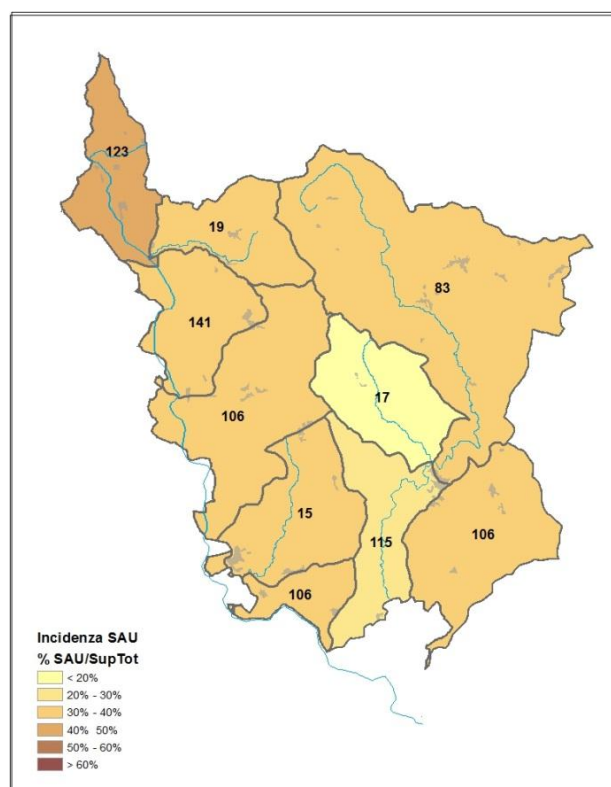 123
19
83
141
17
106
15
115
106
106
Incidenza SAU
% SAU/SupTot
< 20%
20% - 30%
30% - 40%
40% 50%
50% - 60%
> 60%